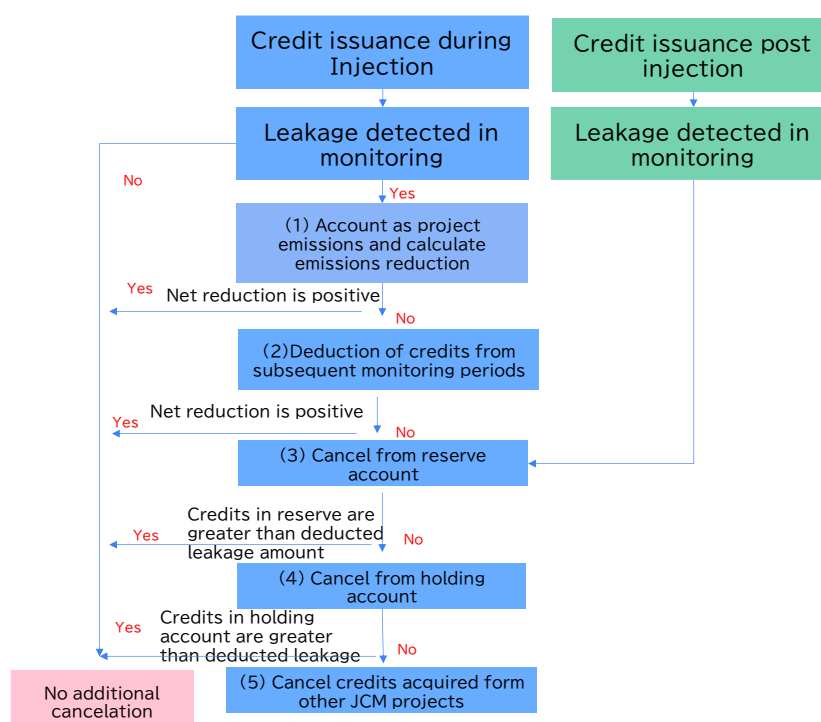 Credit issuance during
Injection
Credit issuance post
injection
Leakage detected in
monitoring
Leakage detected in
monitoring
No
Yes
(1) Account as project
emissions and calculate
emissions reduction
Yes
Net reduction is positive
No
(2)Deduction of credits from
subsequent monitoring periods
Net reduction is positive
Yes
No
(3) Cancel from reserve
account
Credits in reserve are
greater than deducted
leakage amount
Yes
No
(4) Cancel from holding
account
Credits in holding
account are greater
than deducted leakage
Yes
No
(5) Cancel credits acquired form
other JCM projects
No additional
cancelation